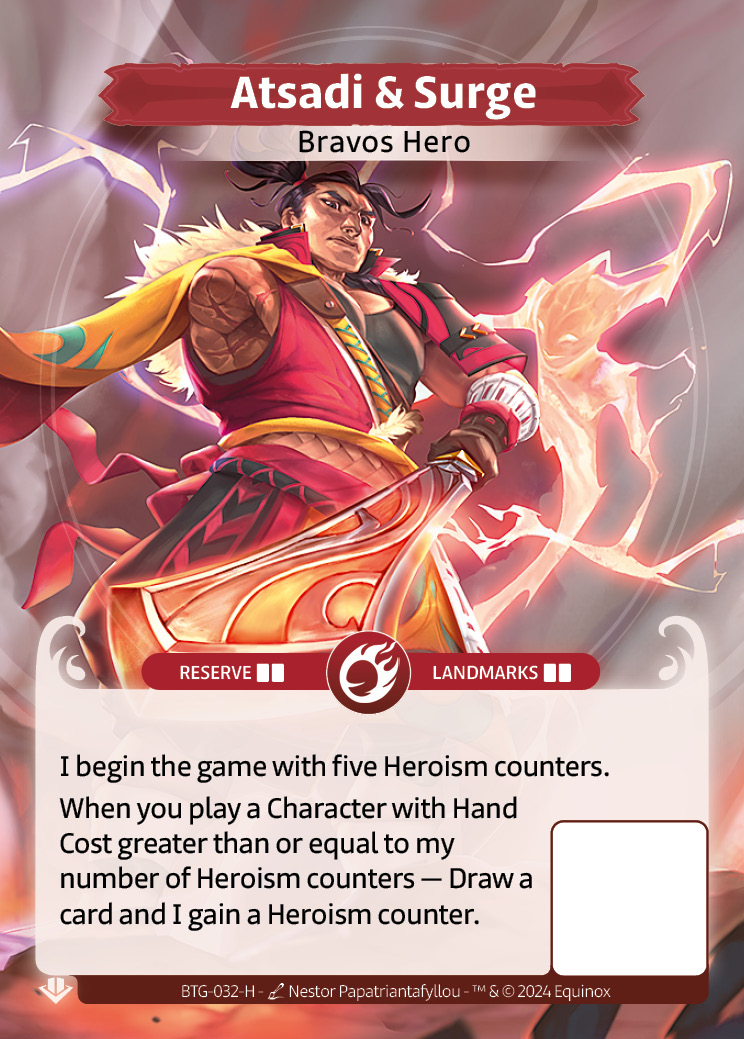 Atsadi & Surge
Bravos Hero
RESERVE
LANDMARKS
I begin the game with five Heroism counters.
When you play a Character with Hand
Cost greater than or equal to my
number of Heroism counters — Draw a
card and I gain a Heroism counter.
BTG-032-H - Nestor Papatriantafyllou - ™ & © 2024 Equinox